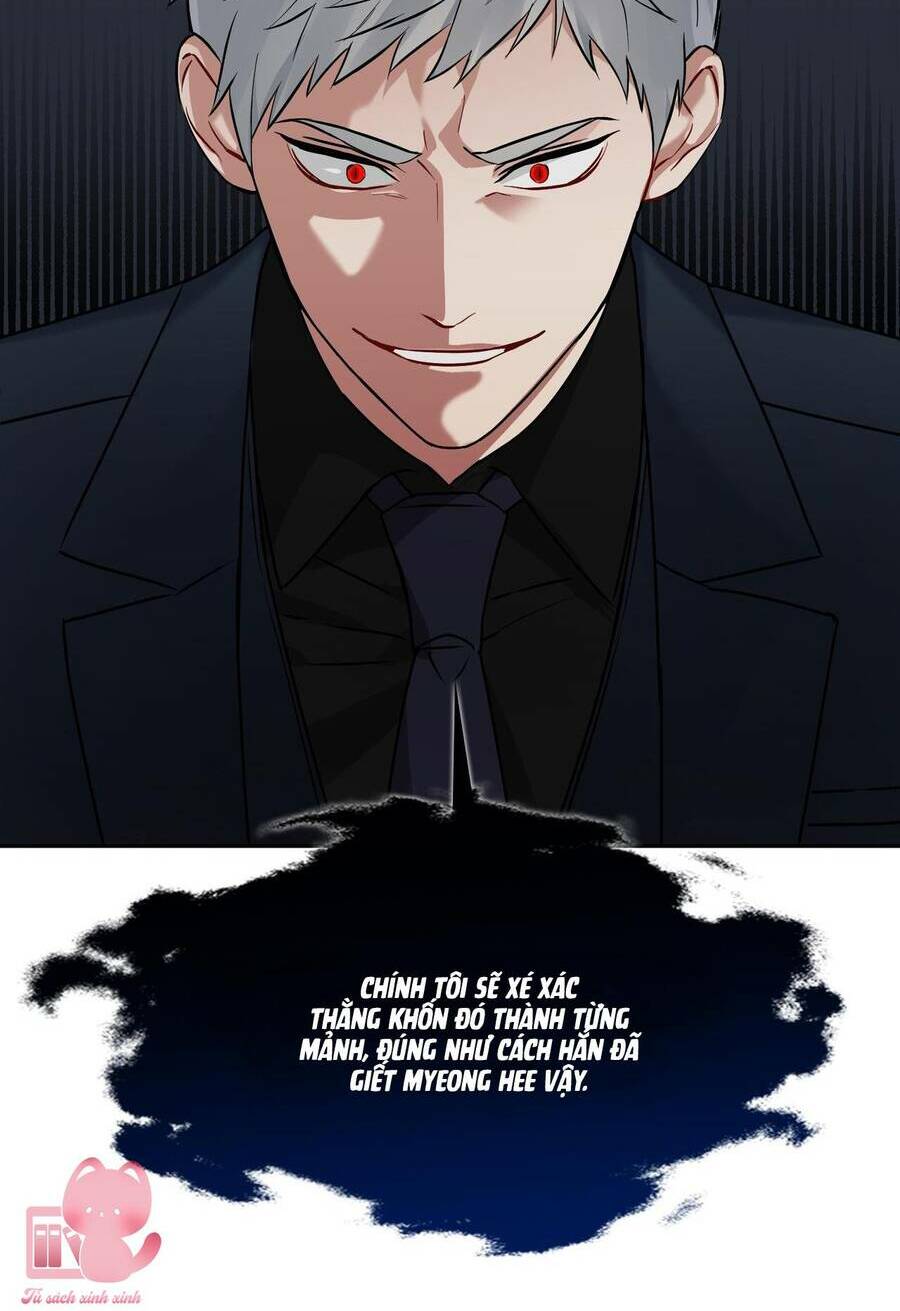 CHÍNH TÔI SẼ XÉ XÁC
THẰNG KHỐN ĐÓ THÀNH TỪNG
MẢNH, ĐÚNG NHƯ CÁCH HẮN ĐÃ
GIẾT MYEONG HEE VẬY.
Tủ sách xinh xinh